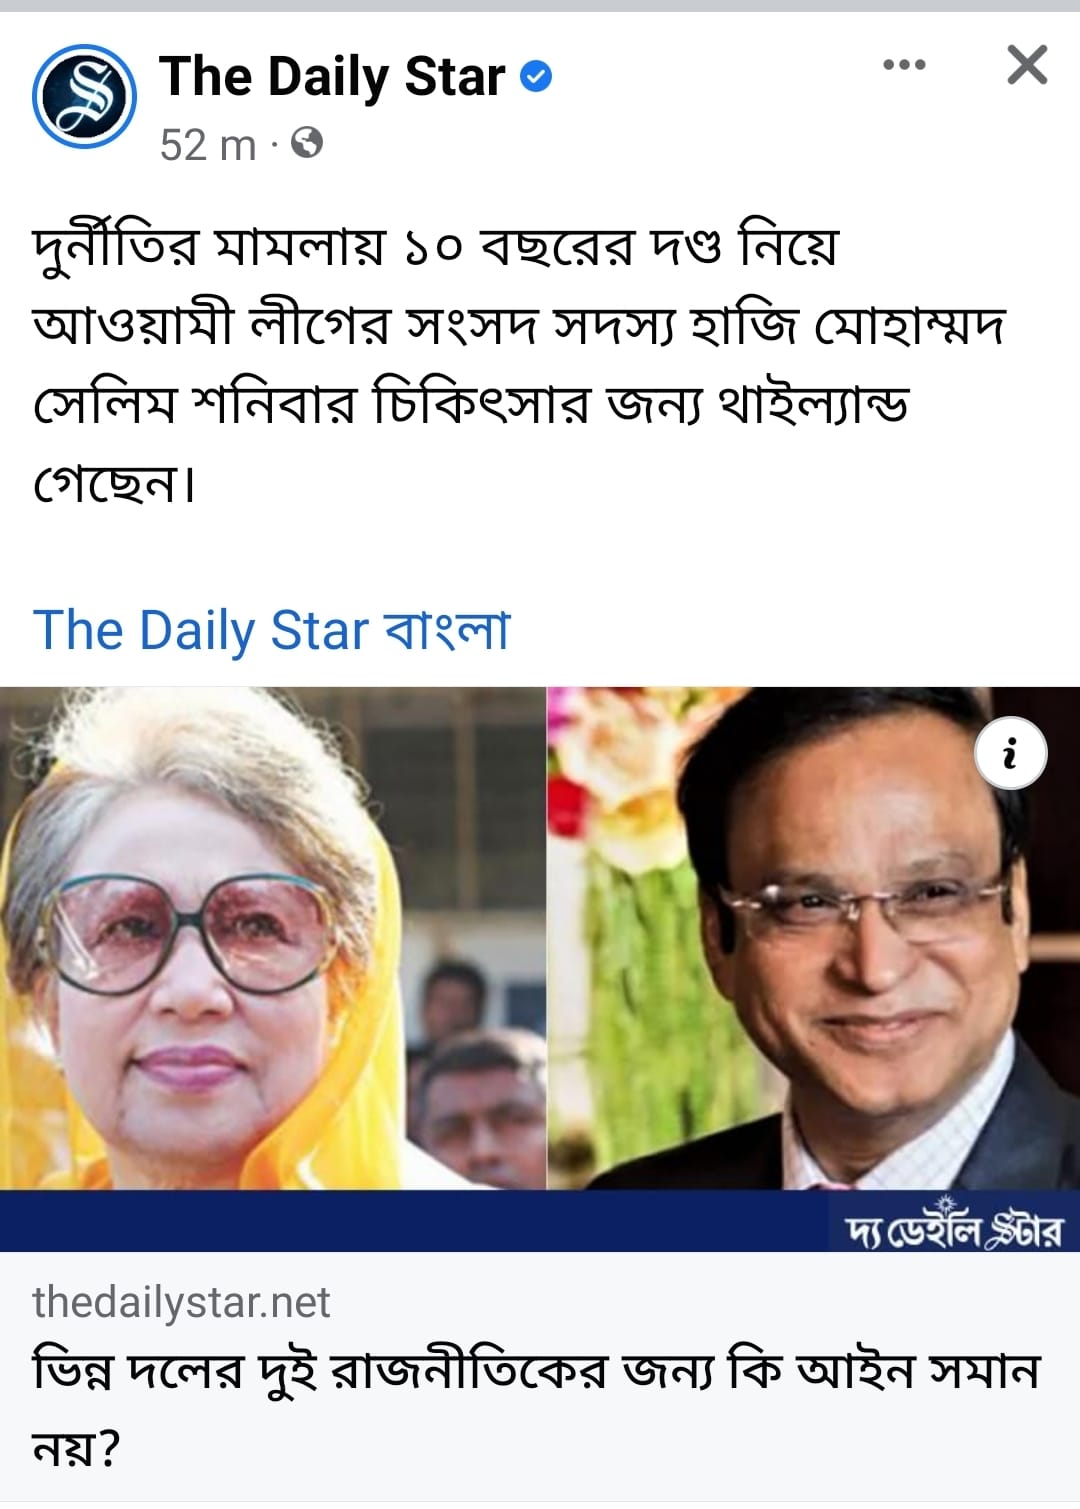 The Daily Star
52 m ·
দুর্নীতির মামলায় ১০ বছরের দণ্ড নিয়ে
আওয়ামী লীগের সংসদ সদস্য হাজি মোহাম্মদ
সেলিম শনিবার চিকিৎসার জন্য থাইল্যান্ড
গেছেন।
The Daily Star বাংলা
দ্য ডেইলি স্টার
thedailystar.net
ভিন্ন দলের দুই রাজনীতিকের জন্য কি আইন সমান
নয়?